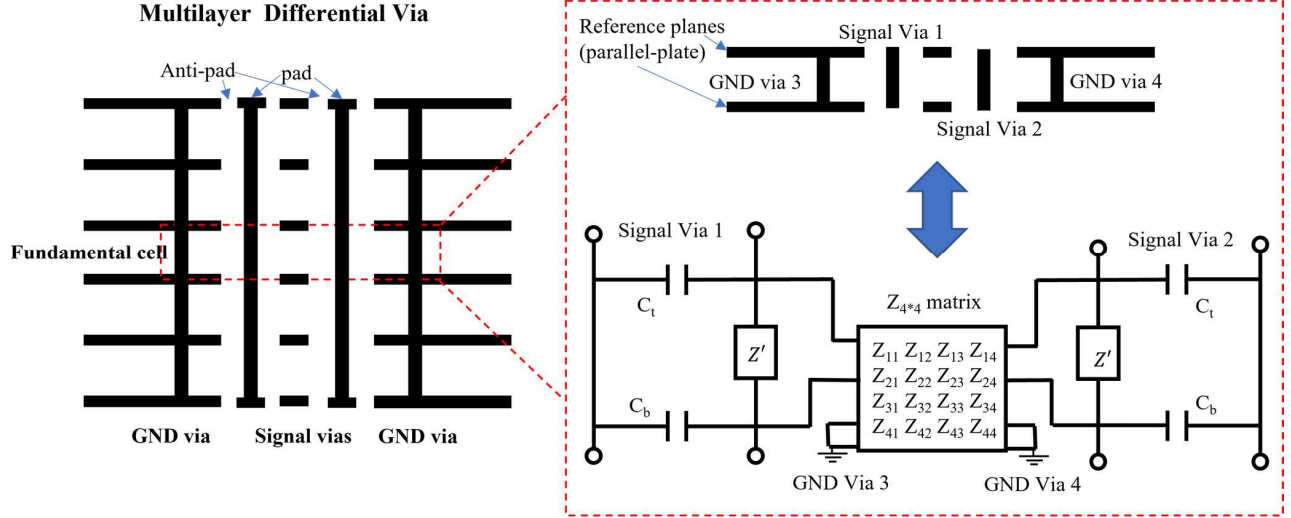 Multilayer Differential Via
Anti-pad
pad
Fundamental cell
GND via
Signal vias
GND via
Reference planes
(parallel-plate)
Signal Via 1
GND via 3
GND via 4
Signal Via 2
Signal Via 1
Signal Via 2
C_t
C_t
Z_{4*4} matrix
Z'
Z_{11} Z_{12} Z_{13} Z_{14}
Z_{21} Z_{22} Z_{23} Z_{24}
Z_{31} Z_{32} Z_{33} Z_{34}
Z_{41} Z_{42} Z_{43} Z_{44}
Z'
C_b
C_b
GND Via 3
GND Via 4